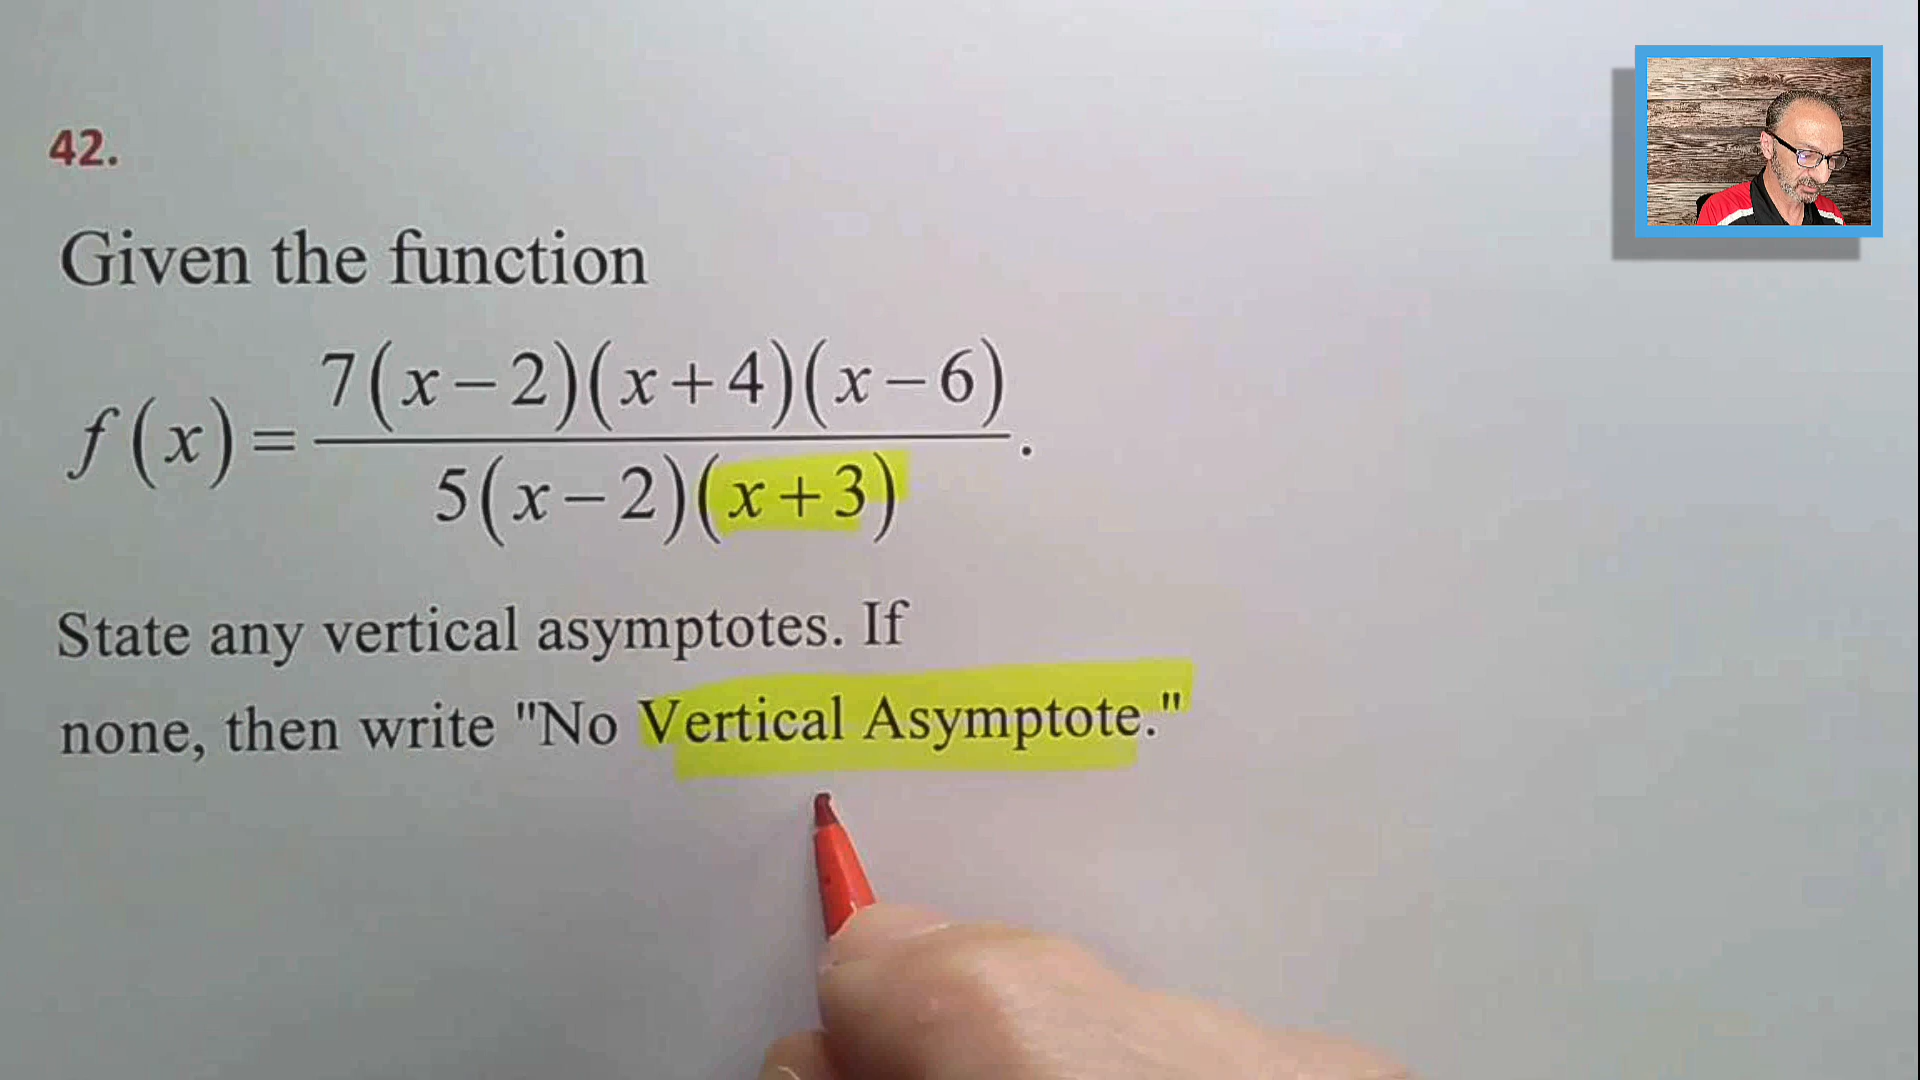 42.
Given the function
f(x) = 7(x−2)(x+4)(x−6) / 5(x−2)(x+3).
State any vertical asymptotes. If
none, then write "No Vertical Asymptote."